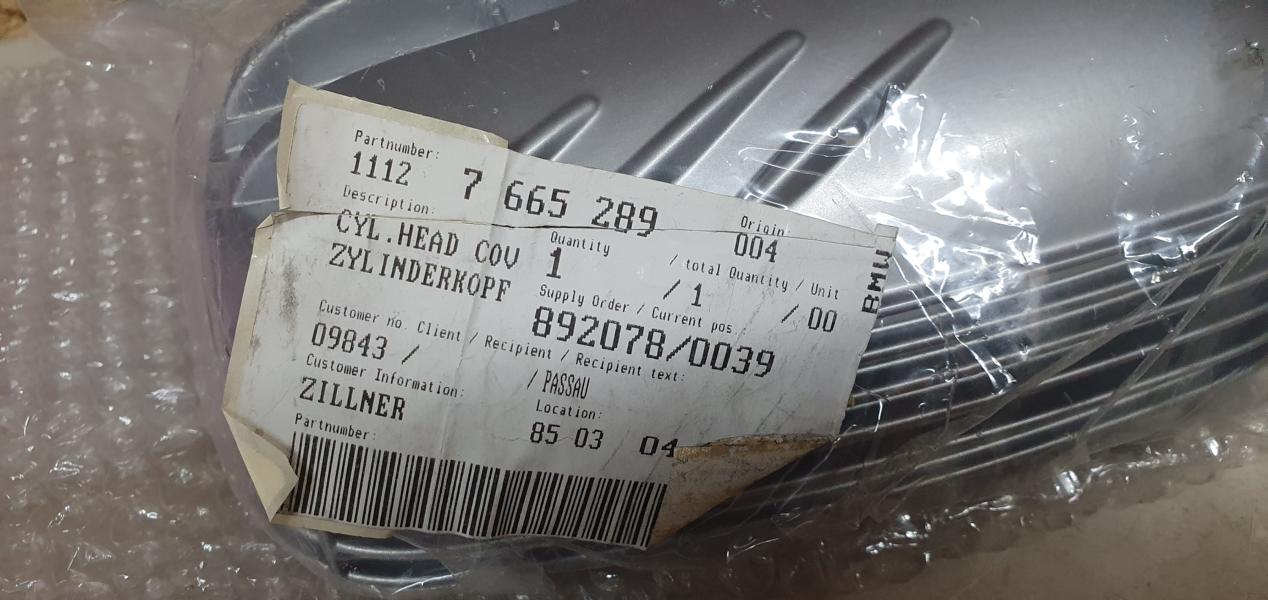 Partnumber:
1112 7 665 289
Description:
CYL.HEAD COV
ZYLINDERKOPF
Origin
004
Quantity / total Quantity / Unit
1 / 1 / 00
Supply Order / Current pos.:
892078/0039
Customer no. Client / Recipient / Recipient text:
09843 / / PASSAU
Customer Information:
ZILLNER
Location:
85 03 04
Partnumber:
BMW